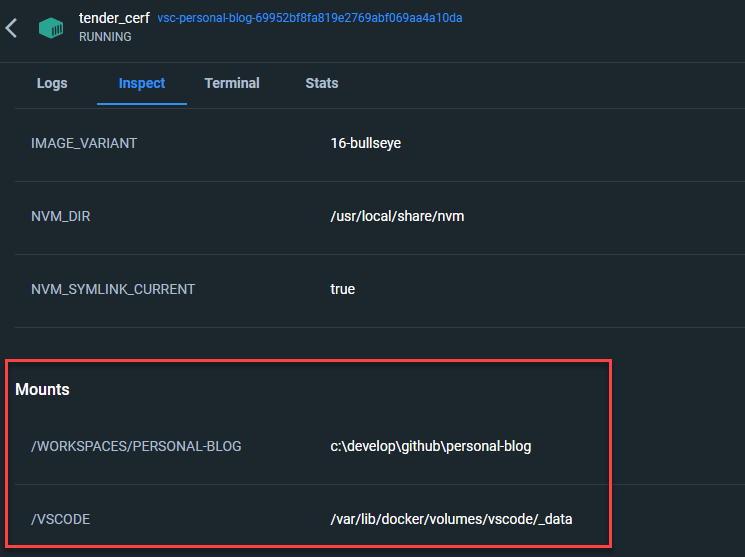 tender_cerf vsc-personal-blog-69952bf8fa819e2769abf069aa4a10da
RUNNING
Logs Inspect Terminal Stats
IMAGE_VARIANT 16-bullseye
NVM_DIR /usr/local/share/nvm
NVM_SYMLINK_CURRENT true
Mounts
/WORKSPACES/PERSONAL-BLOG c:\develop\github\personal-blog
/VSCODE /var/lib/docker/volumes/vscode/_data